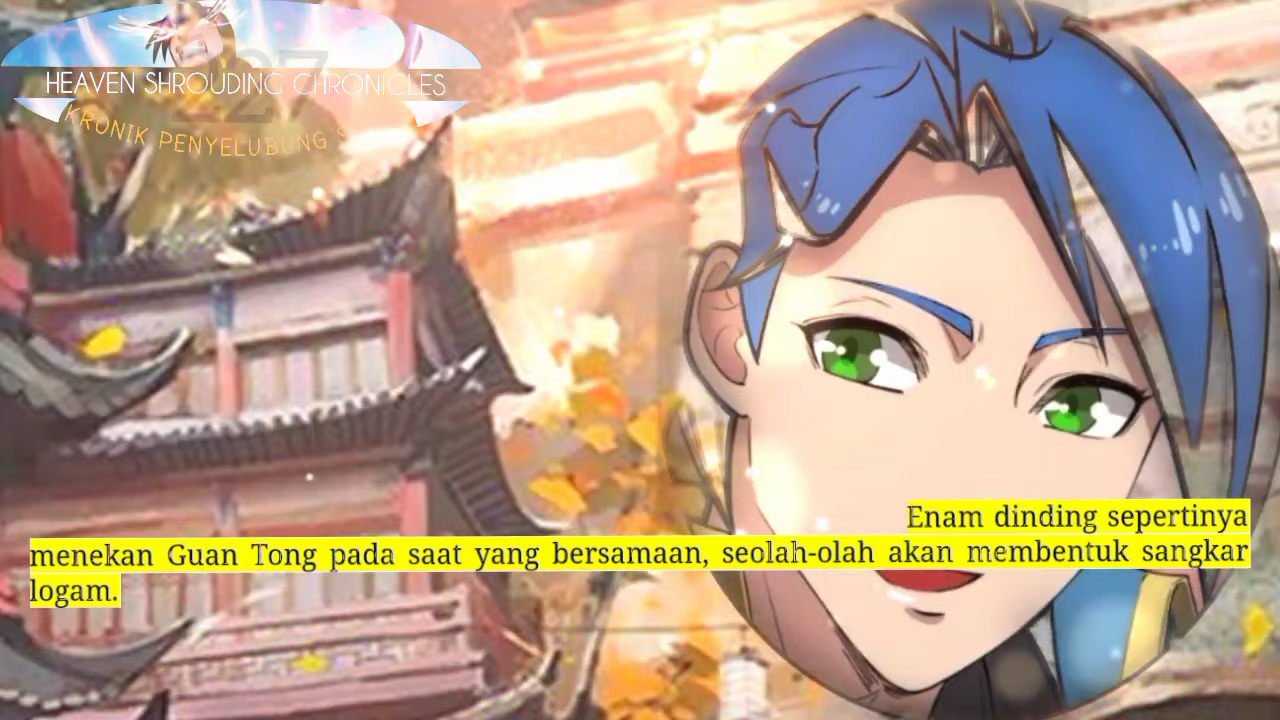 227
HEAVEN SHROUDING CHRONICLES
KRONIK PENYELUBUNG S
Enam dinding sepertinya
menekan Guan Tong pada saat yang bersamaan, seolah-olah akan membentuk sangkar
logam.